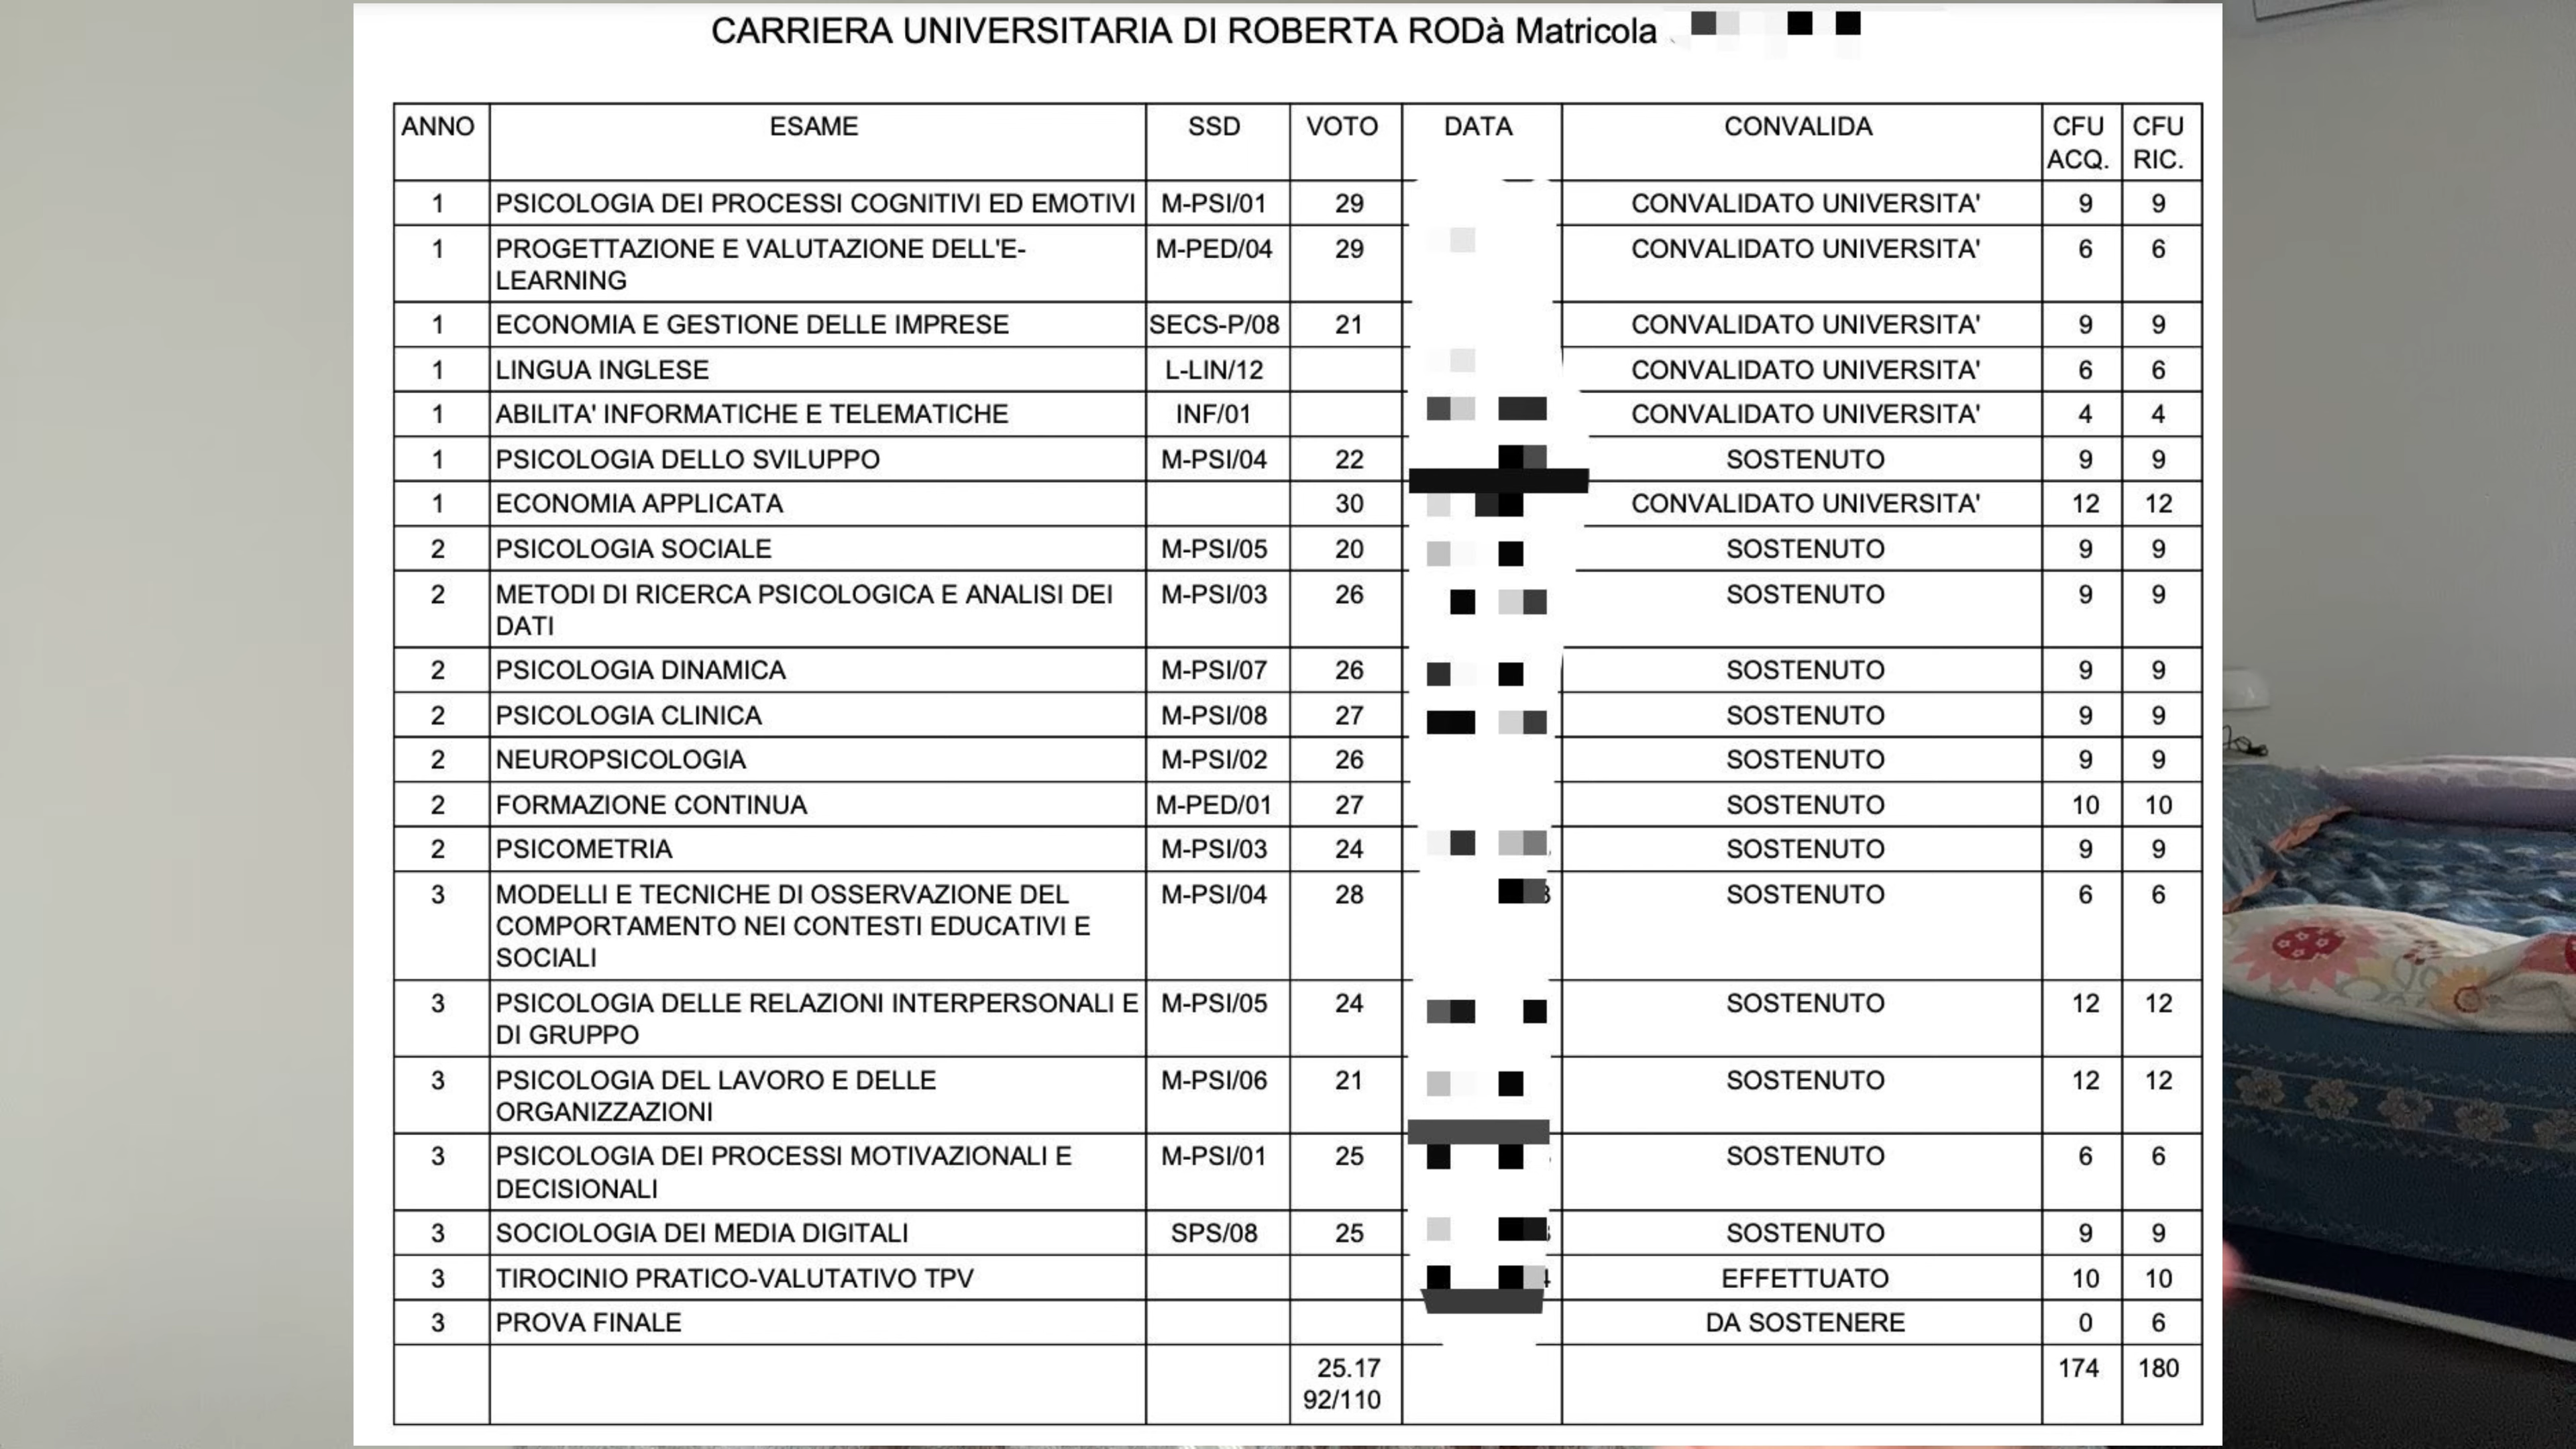 CARRIERA UNIVERSITARIA DI ROBERTA RODà Matricola
ANNO ESAME SSD VOTO DATA CONVALIDA CFU ACQ. CFU RIC.
1 PSICOLOGIA DEI PROCESSI COGNITIVI ED EMOTIVI M-PSI/01 29 CONVALIDATO UNIVERSITA' 9 9
1 PROGETTAZIONE E VALUTAZIONE DELL'E- M-PED/04 29 CONVALIDATO UNIVERSITA' 6 6
LEARNING
1 ECONOMIA E GESTIONE DELLE IMPRESE SECS-P/08 21 CONVALIDATO UNIVERSITA' 9 9
1 LINGUA INGLESE L-LIN/12 CONVALIDATO UNIVERSITA' 6 6
1 ABILITA' INFORMATICHE E TELEMATICHE INF/01 CONVALIDATO UNIVERSITA' 4 4
1 PSICOLOGIA DELLO SVILUPPO M-PSI/04 22 SOSTENUTO 9 9
1 ECONOMIA APPLICATA 30 CONVALIDATO UNIVERSITA' 12 12
2 PSICOLOGIA SOCIALE M-PSI/05 20 SOSTENUTO 9 9
2 METODI DI RICERCA PSICOLOGICA E ANALISI DEI M-PSI/03 26 SOSTENUTO 9 9
DATI
2 PSICOLOGIA DINAMICA M-PSI/07 26 SOSTENUTO 9 9
2 PSICOLOGIA CLINICA M-PSI/08 27 SOSTENUTO 9 9
2 NEUROPSICOLOGIA M-PSI/02 26 SOSTENUTO 9 9
2 FORMAZIONE CONTINUA M-PED/01 27 SOSTENUTO 10 10
2 PSICOMETRIA M-PSI/03 24 SOSTENUTO 9 9
3 MODELLI E TECNICHE DI OSSERVAZIONE DEL M-PSI/04 28 SOSTENUTO 6 6
COMPORTAMENTO NEI CONTESTI EDUCATIVI E
SOCIALI
3 PSICOLOGIA DELLE RELAZIONI INTERPERSONALI E M-PSI/05 24 SOSTENUTO 12 12
DI GRUPPO
3 PSICOLOGIA DEL LAVORO E DELLE M-PSI/06 21 SOSTENUTO 12 12
ORGANIZZAZIONI
3 PSICOLOGIA DEI PROCESSI MOTIVAZIONALI E M-PSI/01 25 SOSTENUTO 6 6
DECISIONALI
3 SOCIOLOGIA DEI MEDIA DIGITALI SPS/08 25 SOSTENUTO 9 9
3 TIROCINIO PRATICO-VALUTATIVO TPV EFFETTUATO 10 10
3 PROVA FINALE DA SOSTENERE 0 6
25.17 174 180
92/110